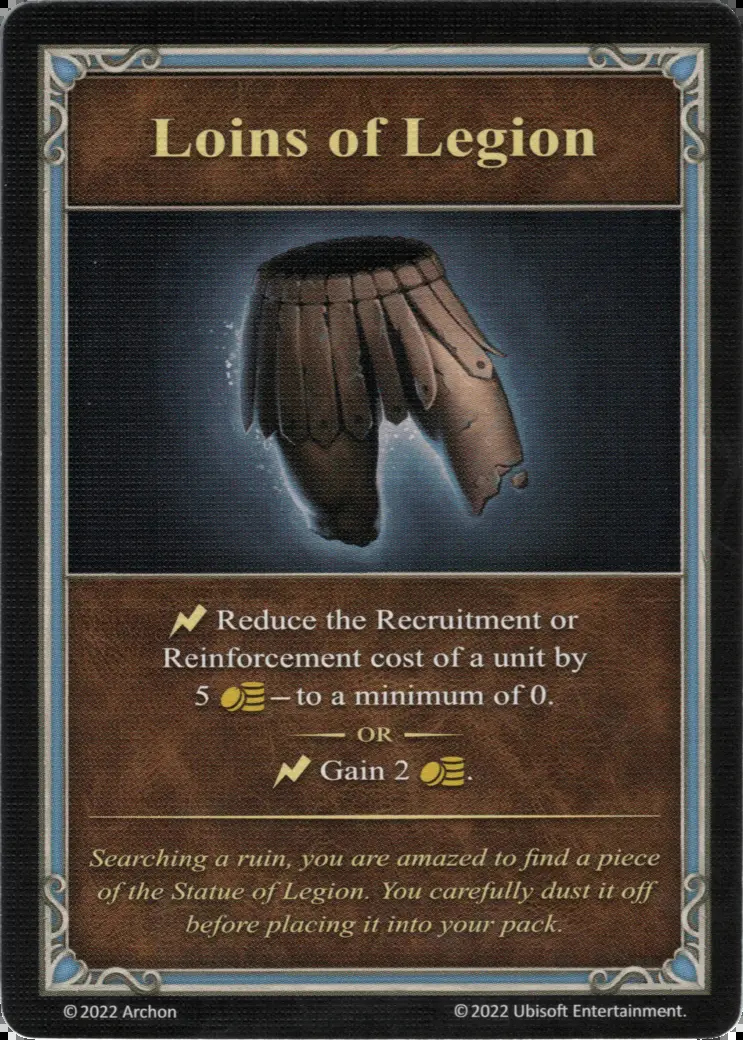 Loins of Legion
Reduce the Recruitment or
Reinforcement cost of a unit by
5 – to a minimum of 0.
OR
Gain 2 .
Searching a ruin, you are amazed to find a piece
of the Statue of Legion. You carefully dust it off
before placing it into your pack.
© 2022 Archon
© 2022 Ubisoft Entertainment.